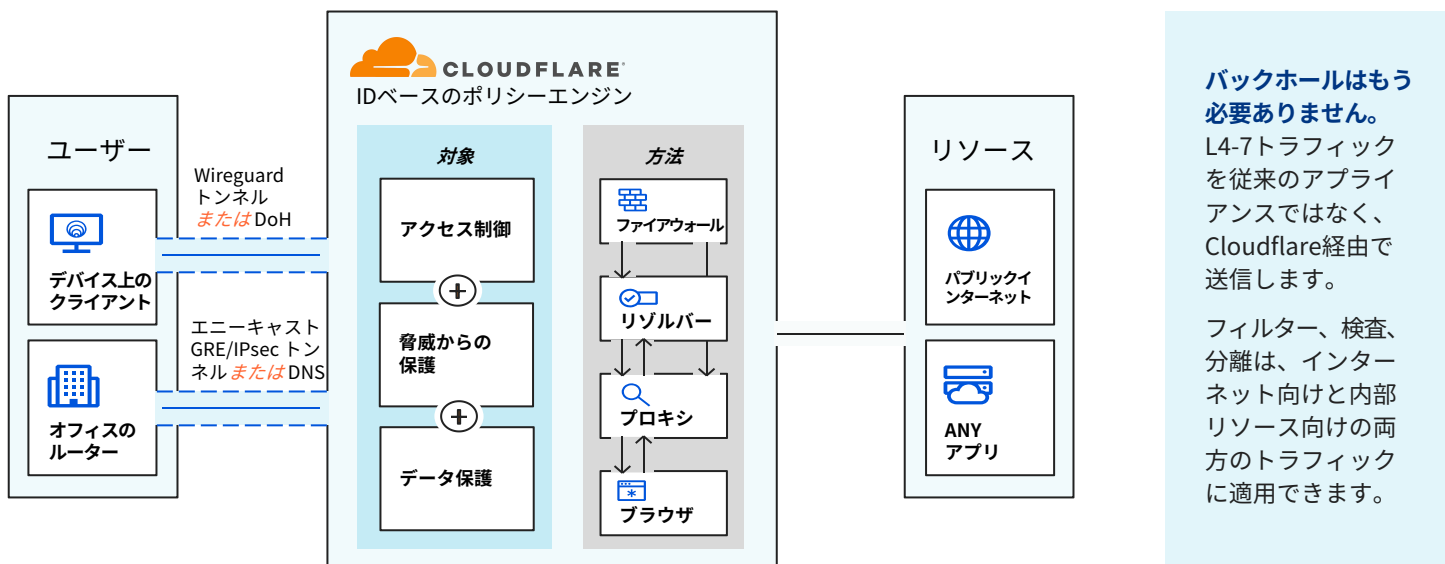 ユーザー
デバイス上の
クライアント
オフィスの
ルーター
Wireguard
トンネル
または DoH
エニーキャスト
GRE/IPsec トン
ネルまたは DNS
CLOUDFLARE
IDベースのポリシーエンジン
対象
アクセス制御
+
脅威からの
保護
+
データ保護
方法
ファイアウォール
リゾルバー
プロキシ
ブラウザ
リソース
パブリックイ
ンターネット
ANY
アプリ
バックホールはもう
必要ありません。
L4-7トラフィック
を従来のアプライ
アンスではなく、
Cloudflare経由で
送信します。
フィルター、検査、
分離は、インター
ネット向けと内部
リソース向けの両
方のトラフィック
に適用できます。